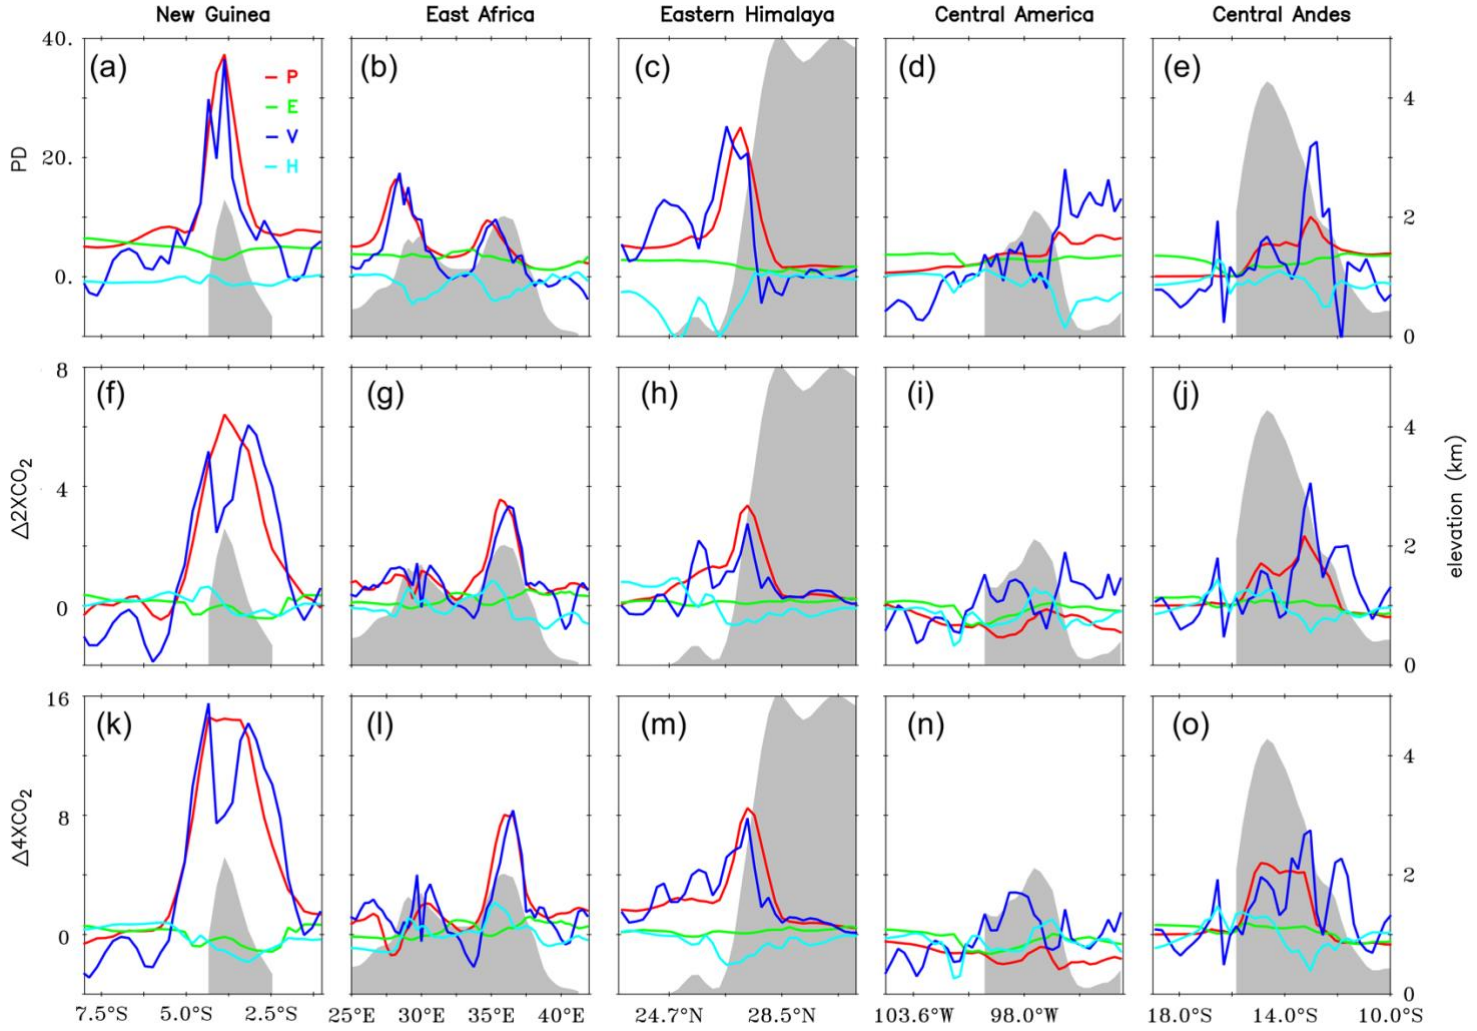 New Guinea East Africa Eastern Himalaya Central America Central Andes
40. (a) (b) (c) (d) (e)
P
E 4
V
PD 20.
H
2
0.
0
8 (f) (g) (h) (i) (j)
4
Δ2XCO2 4 elevation (km)
2
0
0
16 (k) (l) (m) (n) (o)
4
Δ4XCO2 8
2
0
0
7.5°S 5.0°S 2.5°S 25°E 30°E 35°E 40°E 24.7°N 28.5°N 103.6°W 98.0°W 18.0°S 14.0°S 10.0°S